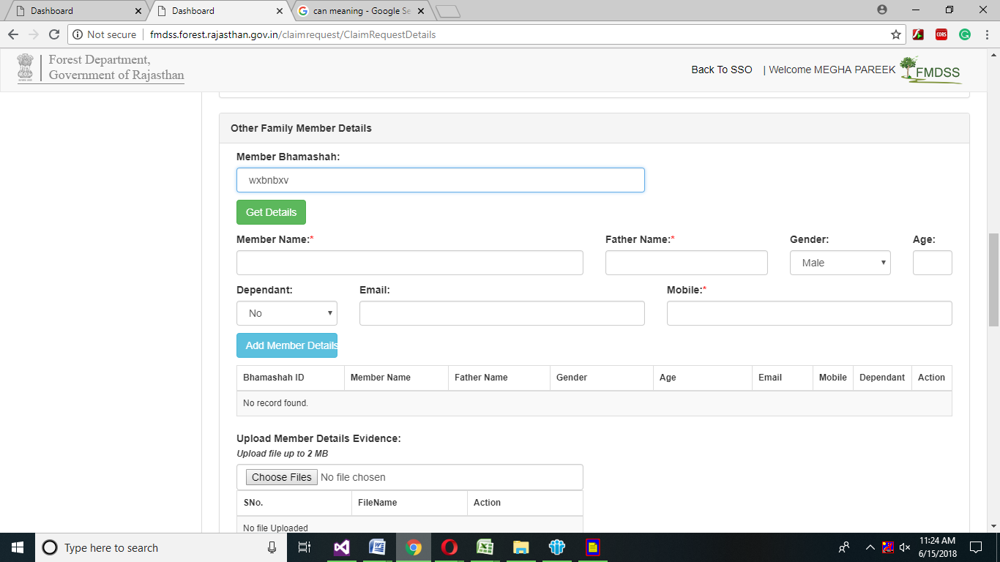 Dashboard Dashboard can meaning - Google Se
Not secure fmdss.forest.rajasthan.gov.in/claimrequest/ClaimRequestDetails
CORS
Forest Department,
Government of Rajasthan
Back To SSO | Welcome MEGHA PAREEK FMDSS
Other Family Member Details
Member Bhamashah:
wxbnbxv
Get Details
Member Name:* Father Name:* Gender: Age:
Male
Dependant: Email: Mobile:*
No
Add Member Details
Bhamashah ID Member Name Father Name Gender Age Email Mobile Dependant Action
No record found.
Upload Member Details Evidence:
Upload file up to 2 MB
Choose Files No file chosen
SNo. FileName Action
No file Uploaded
Type here to search
11:24 AM
6/15/2018